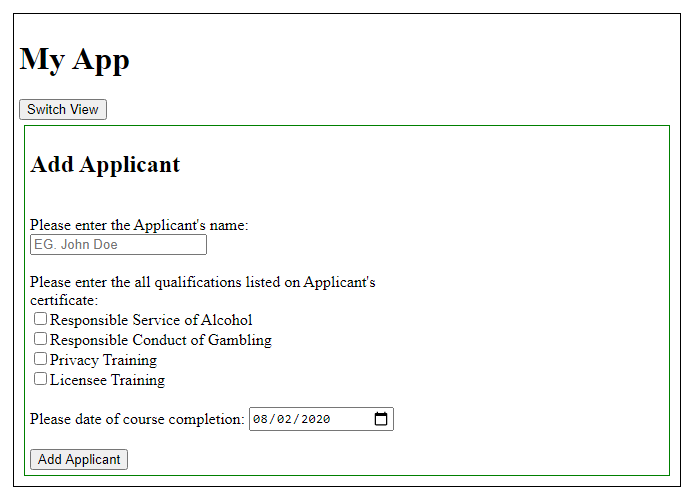 My App
Switch View
Add Applicant
Please enter the Applicant's name:
EG. John Doe
Please enter the all qualifications listed on Applicant's
certificate:
Responsible Service of Alcohol
Responsible Conduct of Gambling
Privacy Training
Licensee Training
Please date of course completion: 08/02/2020
Add Applicant